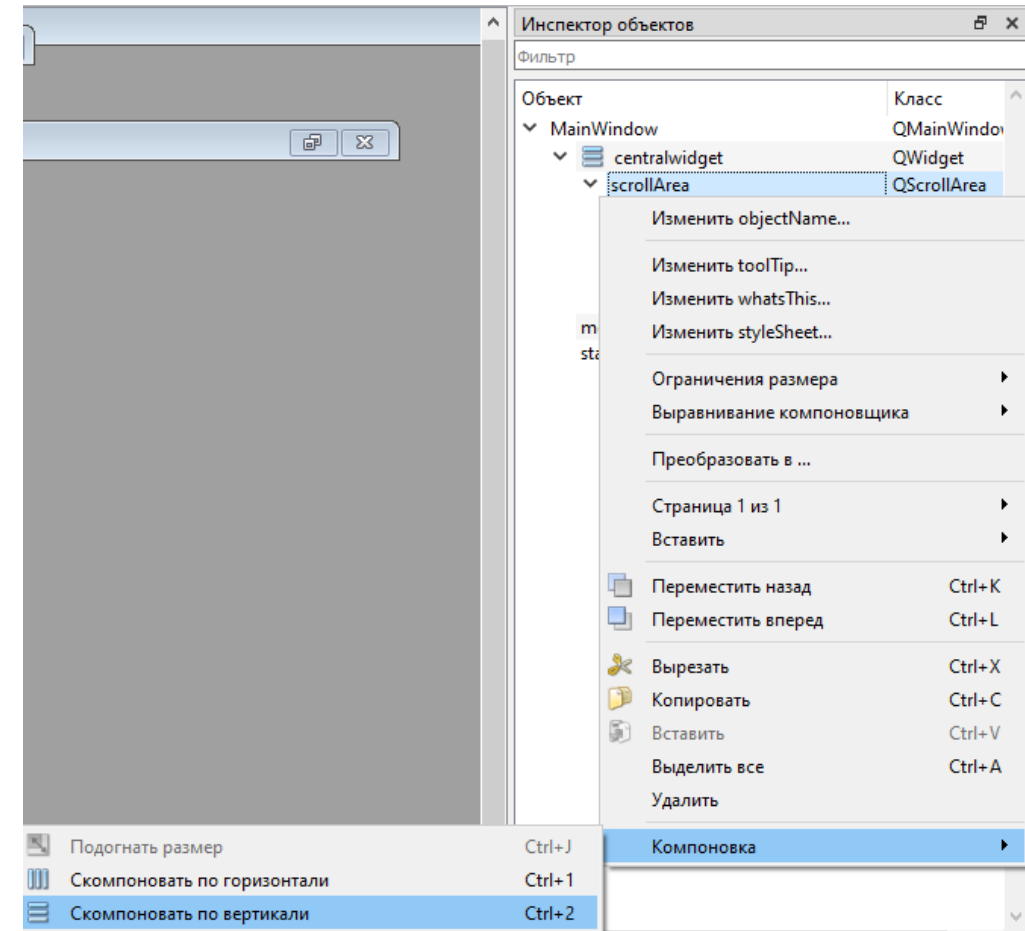 Инспектор объектов
Фильтр
Объект Класс
MainWindow QMainWindow
centralwidget QWidget
scrollArea QScrollArea
Изменить objectName...
Изменить toolTip...
Изменить whatsThis...
m
Изменить styleSheet...
sta
Ограничения размера
Выравнивание компоновщика
Преобразовать в ...
Страница 1 из 1
Вставить
Переместить назад Ctrl+K
Переместить вперед Ctrl+L
Вырезать Ctrl+X
Копировать Ctrl+C
Вставить Ctrl+V
Выделить все Ctrl+A
Удалить
Компоновка
Подогнать размер Ctrl+J
Скомпоновать по горизонтали Ctrl+1
Скомпоновать по вертикали Ctrl+2